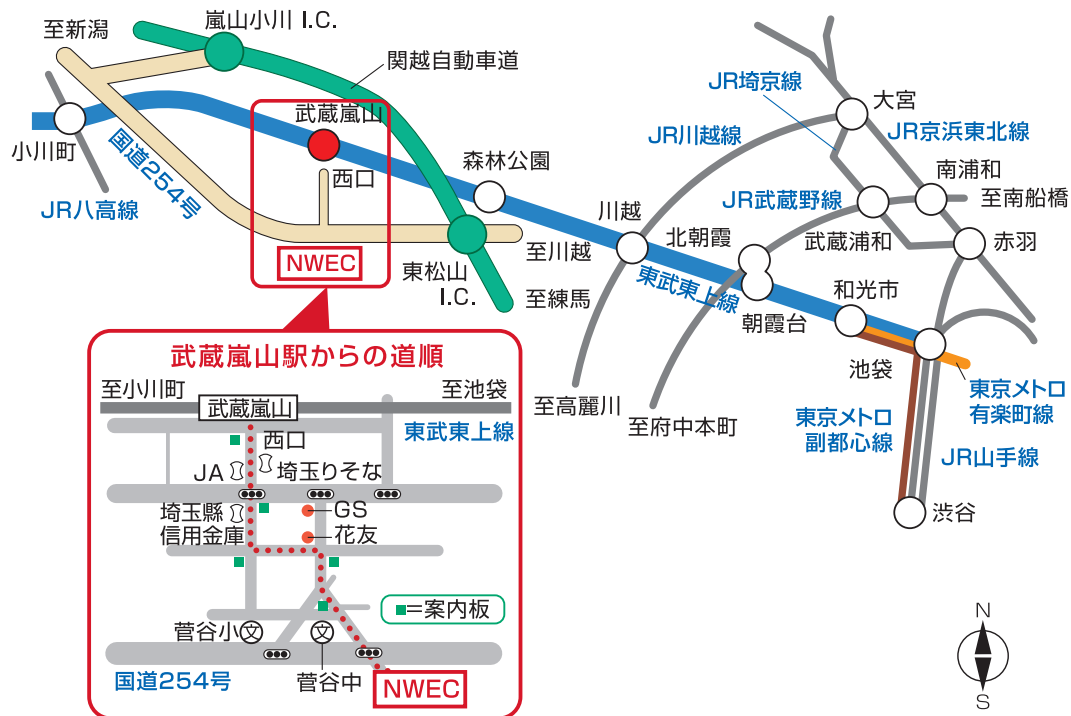 至新潟
嵐山小川 I.C.
関越自動車道
武蔵嵐山
小川町
国道254号
西口
森林公園
JR八高線
NWEC
東松山
I.C.
至川越
至練馬
JR埼京線
大宮
JR川越線
JR京浜東北線
南浦和
JR武蔵野線
至南船橋
川越
北朝霞
武蔵浦和
赤羽
東武東上線
和光市
朝霞台
池袋
至高麗川
至府中本町
東京メトロ
有楽町線
東京メトロ
副都心線
JR山手線
渋谷
武蔵嵐山駅からの道順
至小川町
至池袋
武蔵嵐山
東武東上線
西口
JA
埼玉りそな
埼玉縣
信用金庫
GS
花友
=案内板
菅谷小
文
文
国道254号
菅谷中
NWEC
N
S